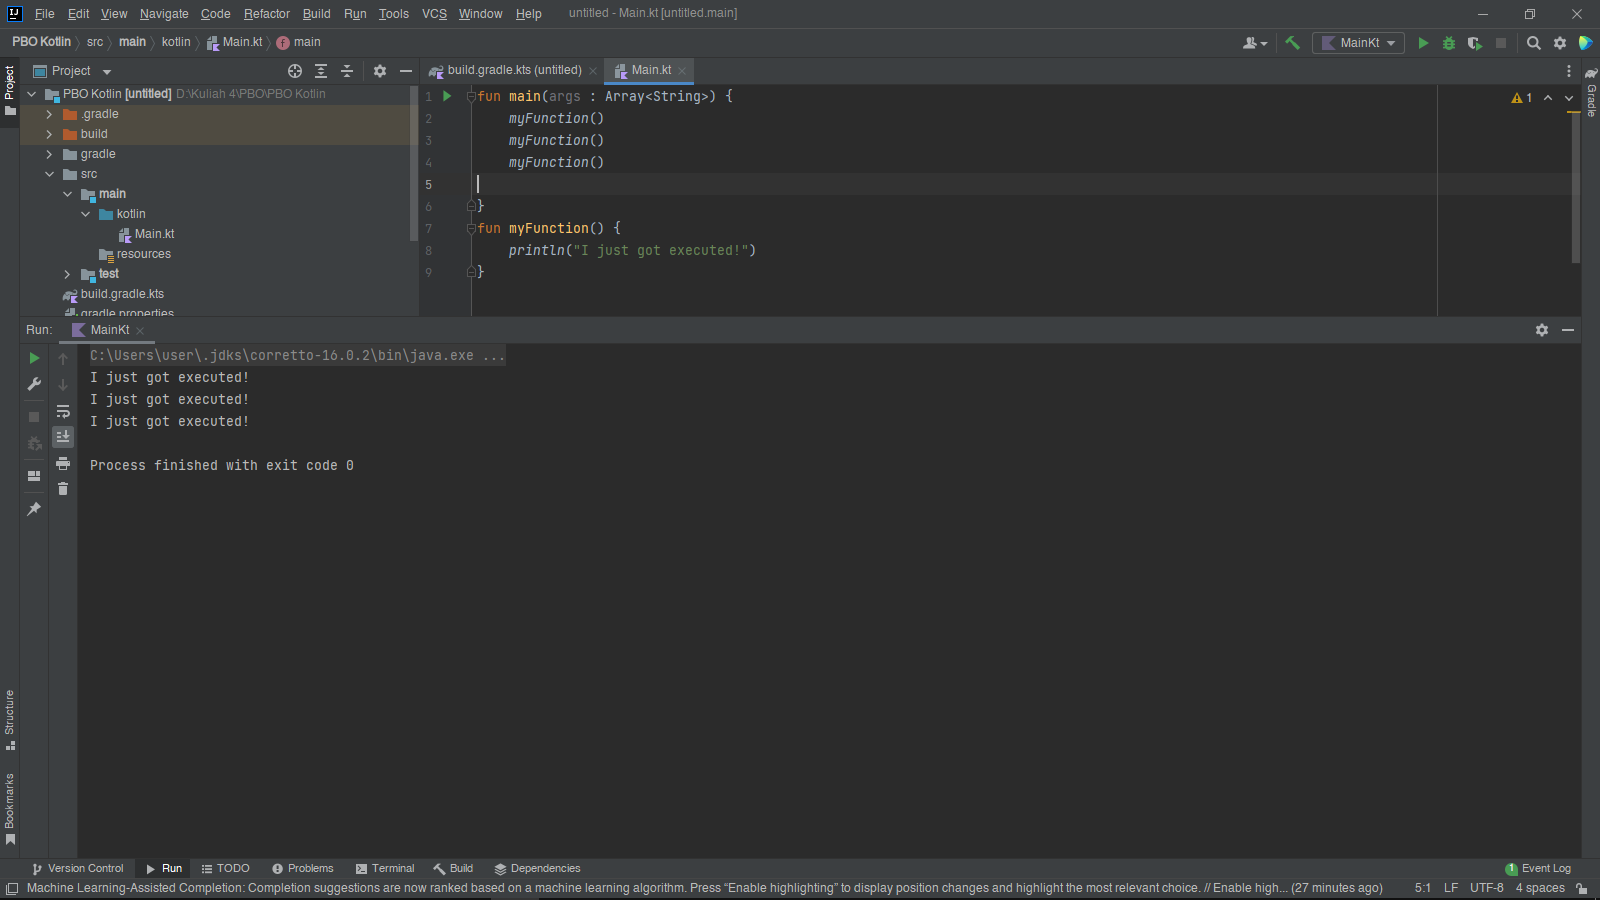 File Edit View Navigate Code Refactor Build Run Tools VCS Window Help untitled - Main.kt [untitled.main]
PBO Kotlin src main kotlin Main.kt main MainKt
Project
Project
build.gradle.kts (untitled) Main.kt
Gradle
PBO Kotlin [untitled] D:\Kuliah 4\PBO\PBO Kotlin
.gradle
build
gradle
src
main
kotlin
Main.kt
resources
test
build.gradle.kts
gradle.properties
1 fun main(args : Array<String>) { 1
2 myFunction()
3 myFunction()
4 myFunction()
5
6 }
7 fun myFunction() {
8 println("I just got executed!")
9 }
Run: MainKt
C:\Users\user\.jdks\corretto-16.0.2\bin\java.exe ...
I just got executed!
I just got executed!
I just got executed!
Process finished with exit code 0
Structure
Bookmarks
Version Control Run TODO Problems Terminal Build Dependencies 1 Event Log
Machine Learning-Assisted Completion: Completion suggestions are now ranked based on a machine learning algorithm. Press “Enable highlighting” to display position changes and highlight the most relevant choice. // Enable high... (27 minutes ago) 5:1 LF UTF-8 4 spaces